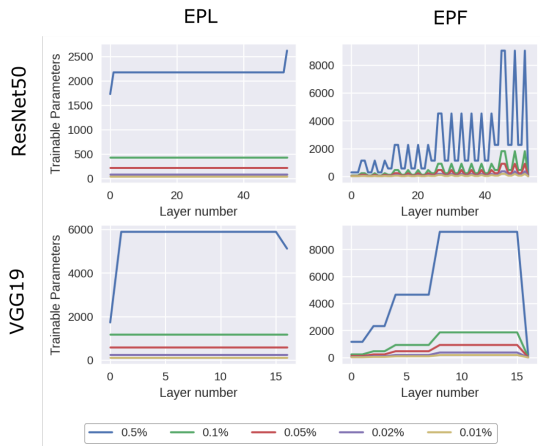 EPL EPF
ResNet50
Trainable Parameters
2500
2000
1500
1000
500
0
0 20 40
Layer number
8000
6000
4000
2000
0
0 20 40
Layer number
VGG19
Trainable Parameters
6000
4000
2000
0
0 5 10 15
Layer number
8000
6000
4000
2000
0
0 5 10 15
Layer number
0.5% 0.1% 0.05% 0.02% 0.01%